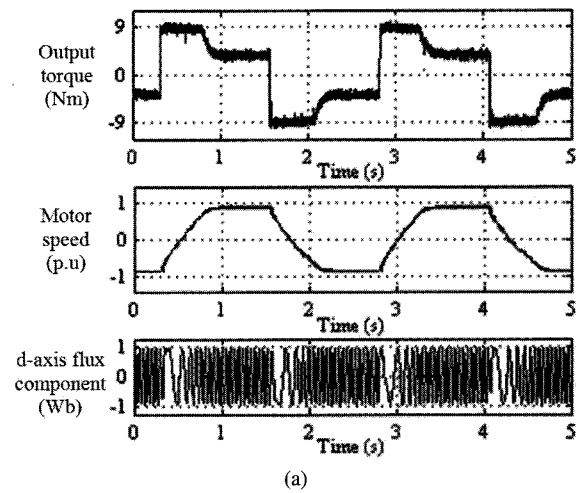 Output
torque
(Nm)
9
0
-9
0 1 2 3 4 5
Time (s)
Motor
speed
(p.u)
1
0
-1
0 1 2 3 4 5
Time (s)
d-axis flux
component
(Wb)
1
0
-1
0 1 2 3 4 5
Time (s)
(a)